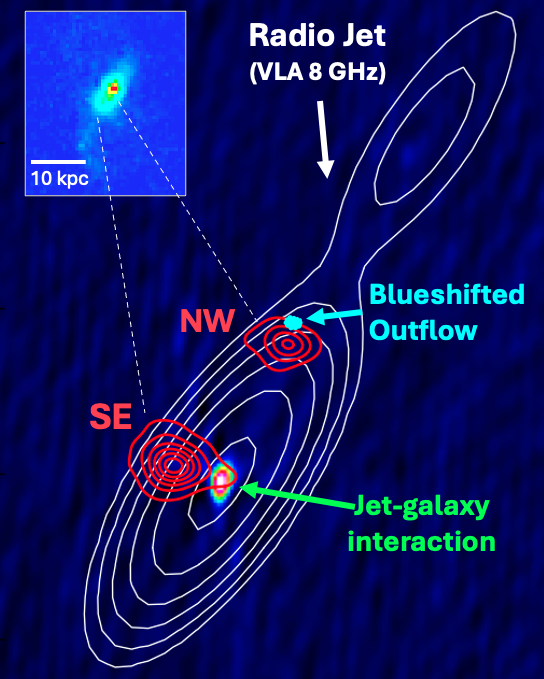 Radio Jet
(VLA 8 GHz)
10 kpc
Blueshifted
Outflow
NW
SE
Jet-galaxy
interaction